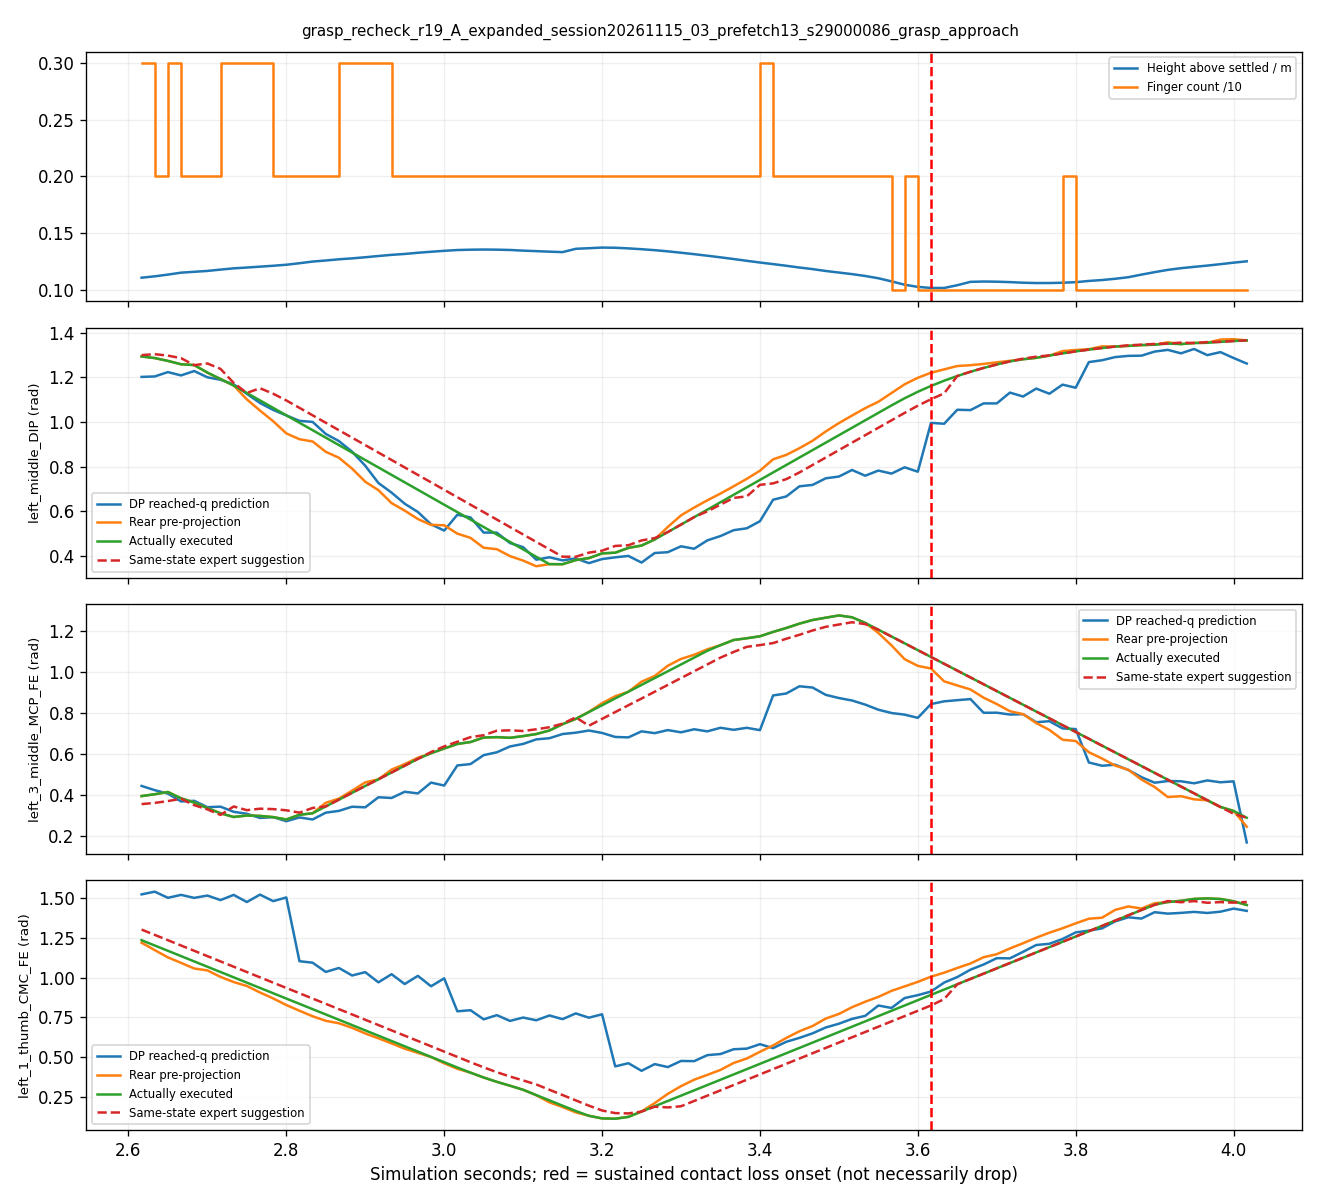 grasp_recheck_r19_A_expanded_session20261115_03_prefetch13_s29000086_grasp_approach
0.30
0.25
0.20
0.15
0.10
Height above settled / m
Finger count /10
left_middle_DIP (rad)
1.4
1.2
1.0
0.8
0.6
0.4
DP reached-q prediction
Rear pre-projection
Actually executed
Same-state expert suggestion
left_3_middle_MCP_FE (rad)
1.2
1.0
0.8
0.6
0.4
0.2
DP reached-q prediction
Rear pre-projection
Actually executed
Same-state expert suggestion
left_1_thumb_CMC_FE (rad)
1.50
1.25
1.00
0.75
0.50
0.25
DP reached-q prediction
Rear pre-projection
Actually executed
Same-state expert suggestion
2.6 2.8 3.0 3.2 3.4 3.6 3.8 4.0
Simulation seconds; red = sustained contact loss onset (not necessarily drop)